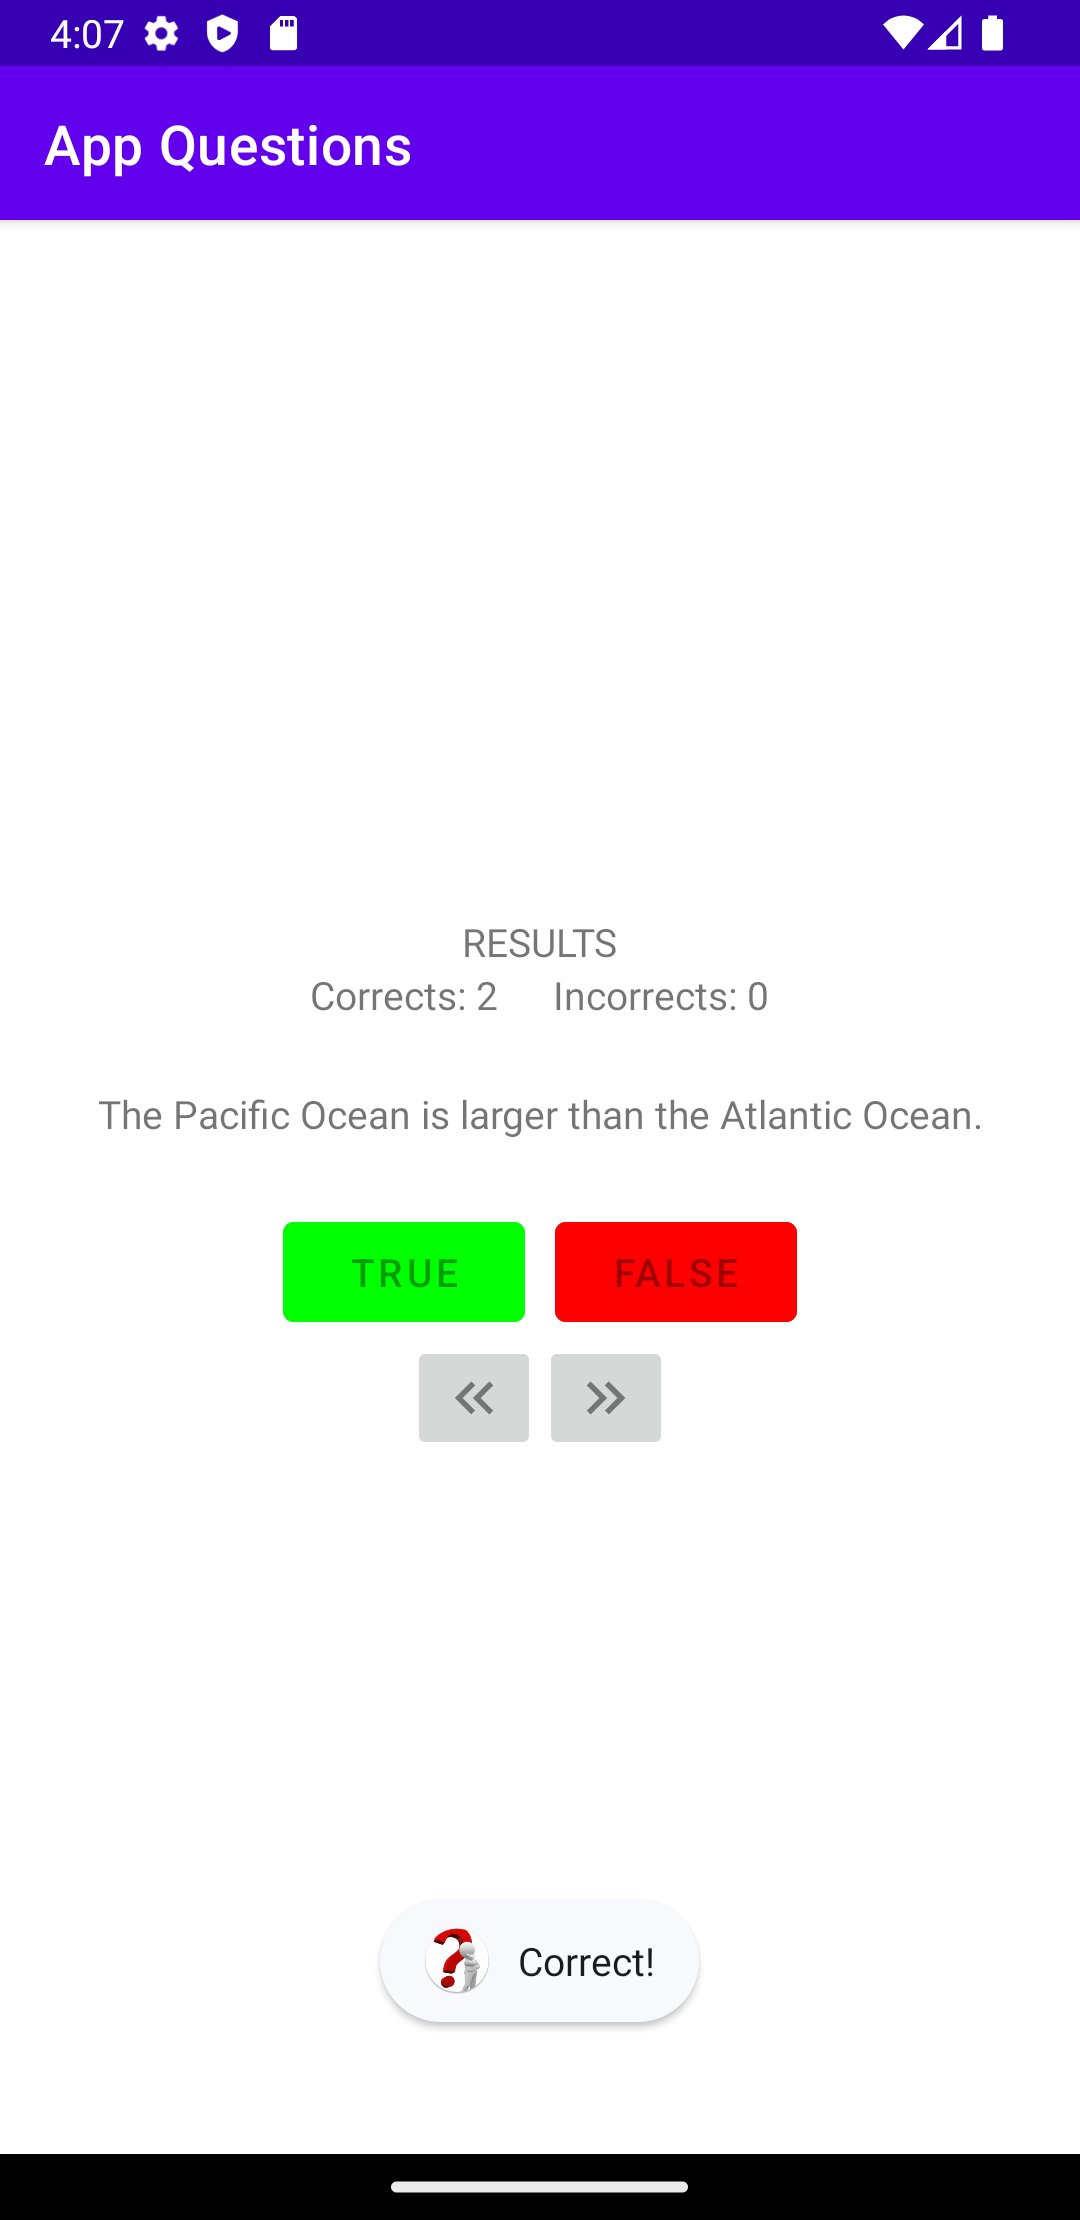 4:07
App Questions
RESULTS
Corrects: 2 Incorrects: 0
The Pacific Ocean is larger than the Atlantic Ocean.
TRUE FALSE
Correct!